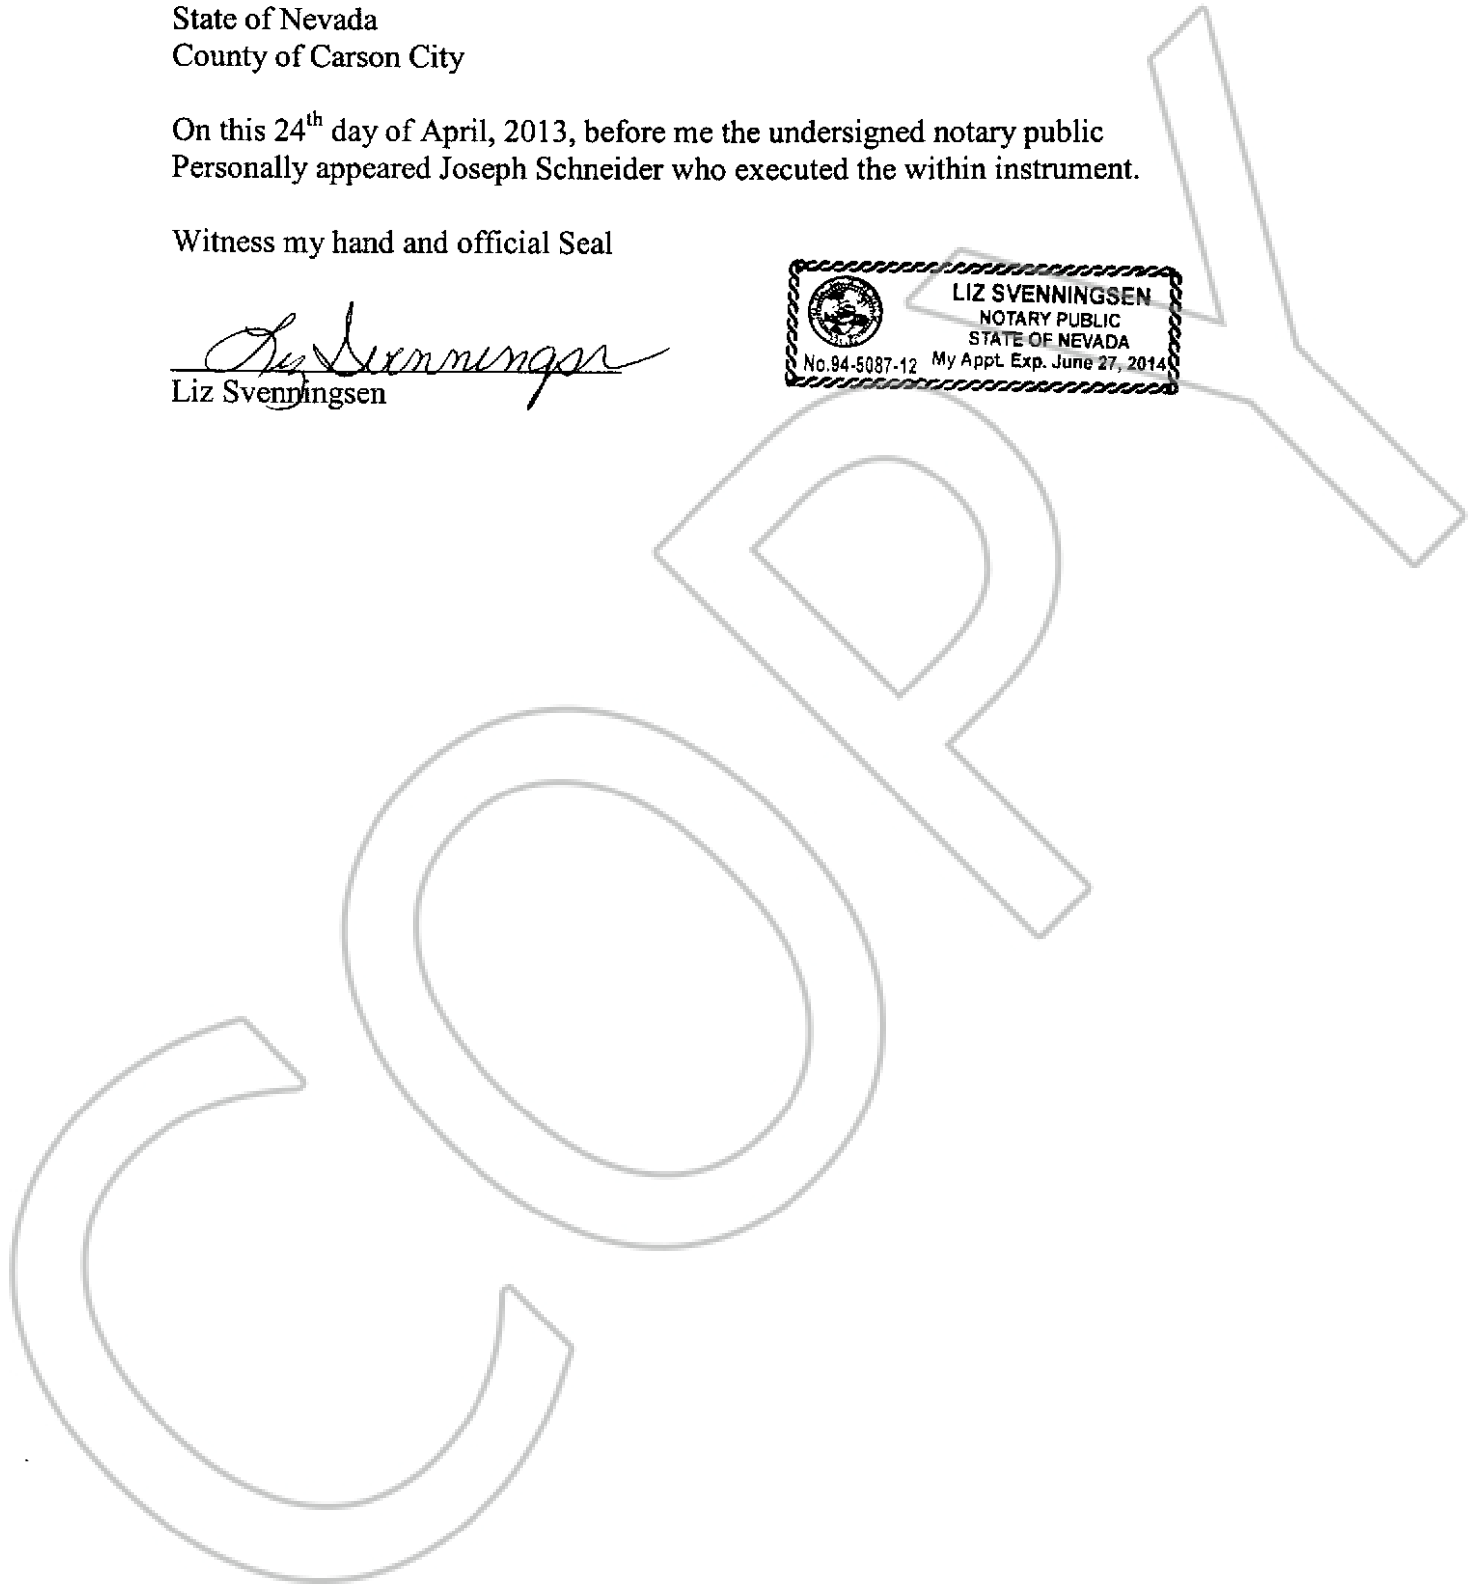 State of Nevada
County of Carson City
On this 24th day of April, 2013, before me the undersigned notary public
Personally appeared Joseph Schneider who executed the within instrument.
Witness my hand and official Seal
Liz Svenningsen
Liz Svenningsen
LIZ SVENNINGSEN
NOTARY PUBLIC
STATE OF NEVADA
No.94-5087-12 My Appt. Exp. June 27, 2014
COPY